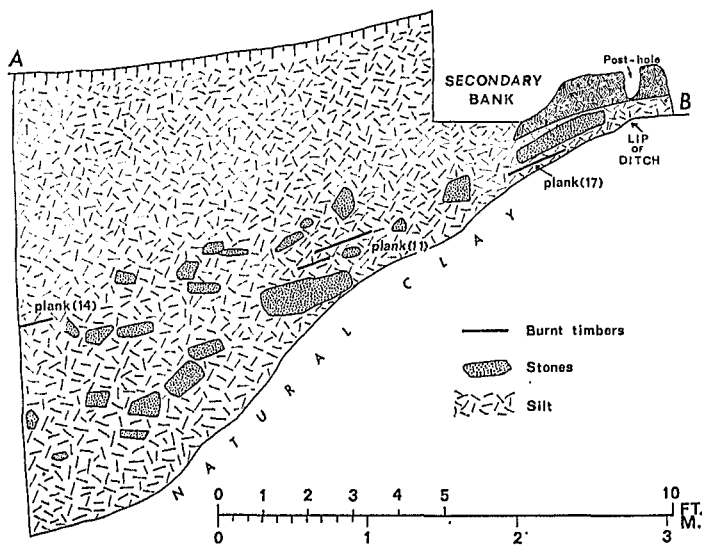 A
SECONDARY
BANK
Post-hole
B
LIP
OF
DITCH
plank(17)
plank(11)
plank(14)
NATURAL CLAY
Burnt timbers
Stones
Silt
0 1 2 3 4 5 10
FT.
M.
0 1 2 3